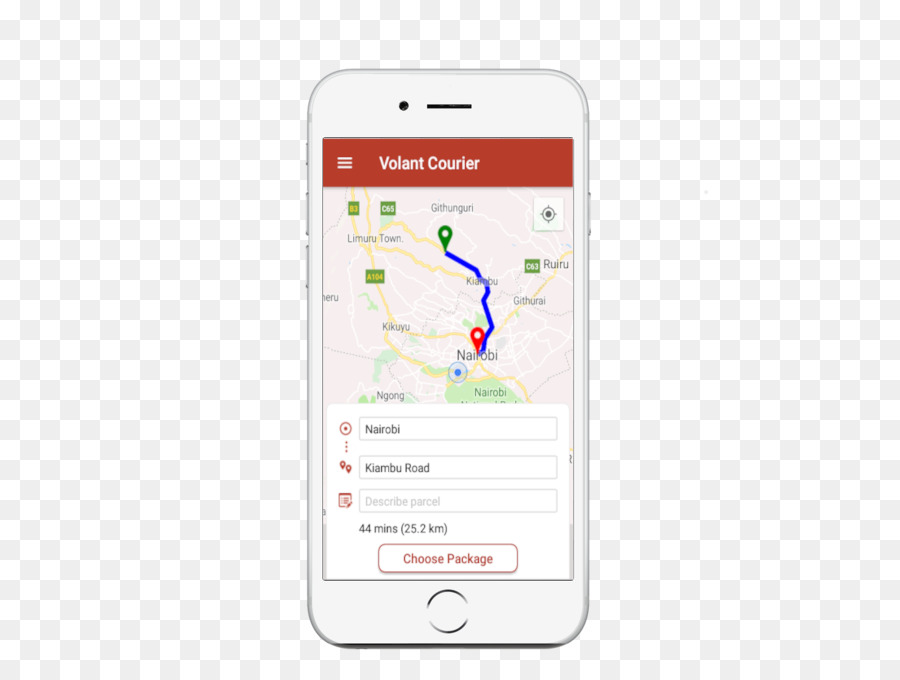 Volant Courier
B3
C65
Githunguri
Limuru Town.
C63
Ruiru
A104
Kiambu
neru
Githurai
Kikuyu
Nairobi
Nairobi
Ngong
Nairobi
Kiambu Road
Describe parcel
44 mins (25.2 km)
Choose Package